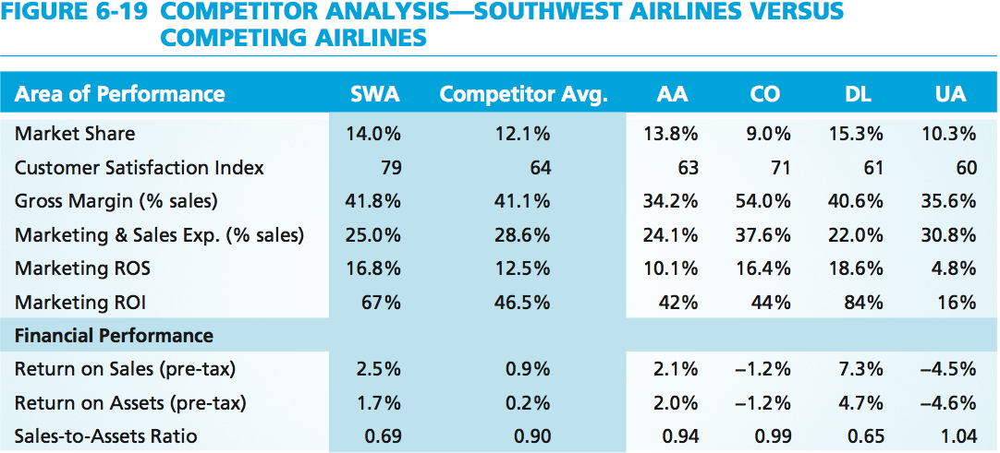 FIGURE 6-19 COMPETITOR ANALYSIS—SOUTHWEST AIRLINES VERSUS
COMPETING AIRLINES
Area of Performance SWA Competitor Avg. AA CO DL UA
Market Share 14.0% 12.1% 13.8% 9.0% 15.3% 10.3%
Customer Satisfaction Index 79 64 63 71 61 60
Gross Margin (% sales) 41.8% 41.1% 34.2% 54.0% 40.6% 35.6%
Marketing & Sales Exp. (% sales) 25.0% 28.6% 24.1% 37.6% 22.0% 30.8%
Marketing ROS 16.8% 12.5% 10.1% 16.4% 18.6% 4.8%
Marketing ROI 67% 46.5% 42% 44% 84% 16%
Financial Performance
Return on Sales (pre-tax) 2.5% 0.9% 2.1% –1.2% 7.3% –4.5%
Return on Assets (pre-tax) 1.7% 0.2% 2.0% –1.2% 4.7% –4.6%
Sales-to-Assets Ratio 0.69 0.90 0.94 0.99 0.65 1.04